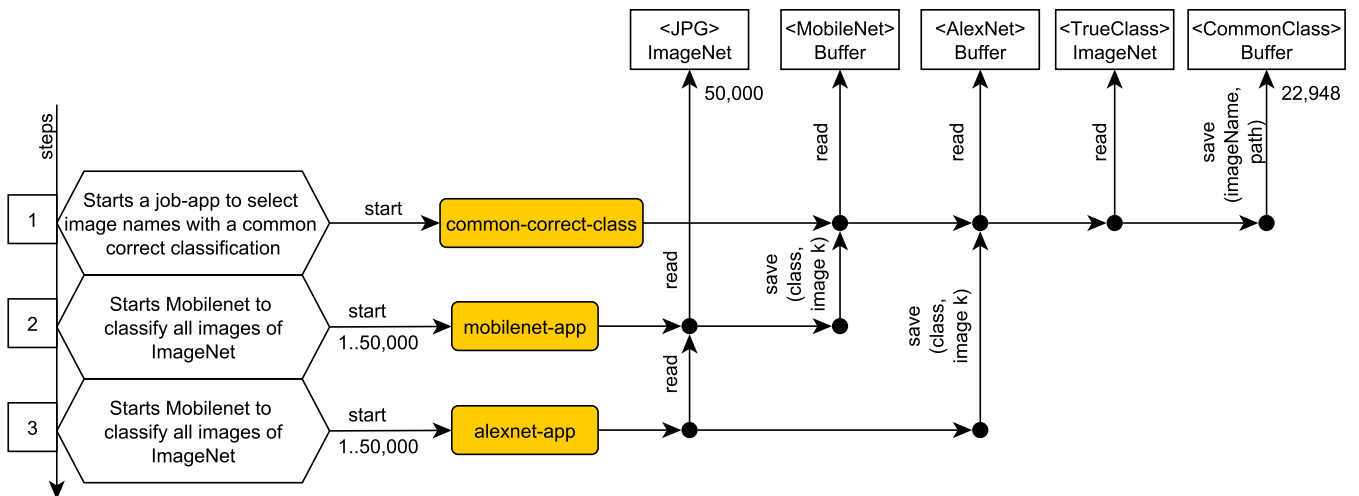 <JPG>
ImageNet
<MobileNet>
Buffer
<AlexNet>
Buffer
<TrueClass>
ImageNet
<CommonClass>
Buffer
50,000
22,948
steps
read
read
read
read
save
(imageName,
path)
1
Starts a job-app to select
image names with a common
correct classification
start
common-correct-class
read
save
(class,
image k)
2
Starts Mobilenet to
classify all images of
ImageNet
start
1..50,000
mobilenet-app
save
(class,
image k)
read
3
Starts Mobilenet to
classify all images of
ImageNet
start
1..50,000
alexnet-app